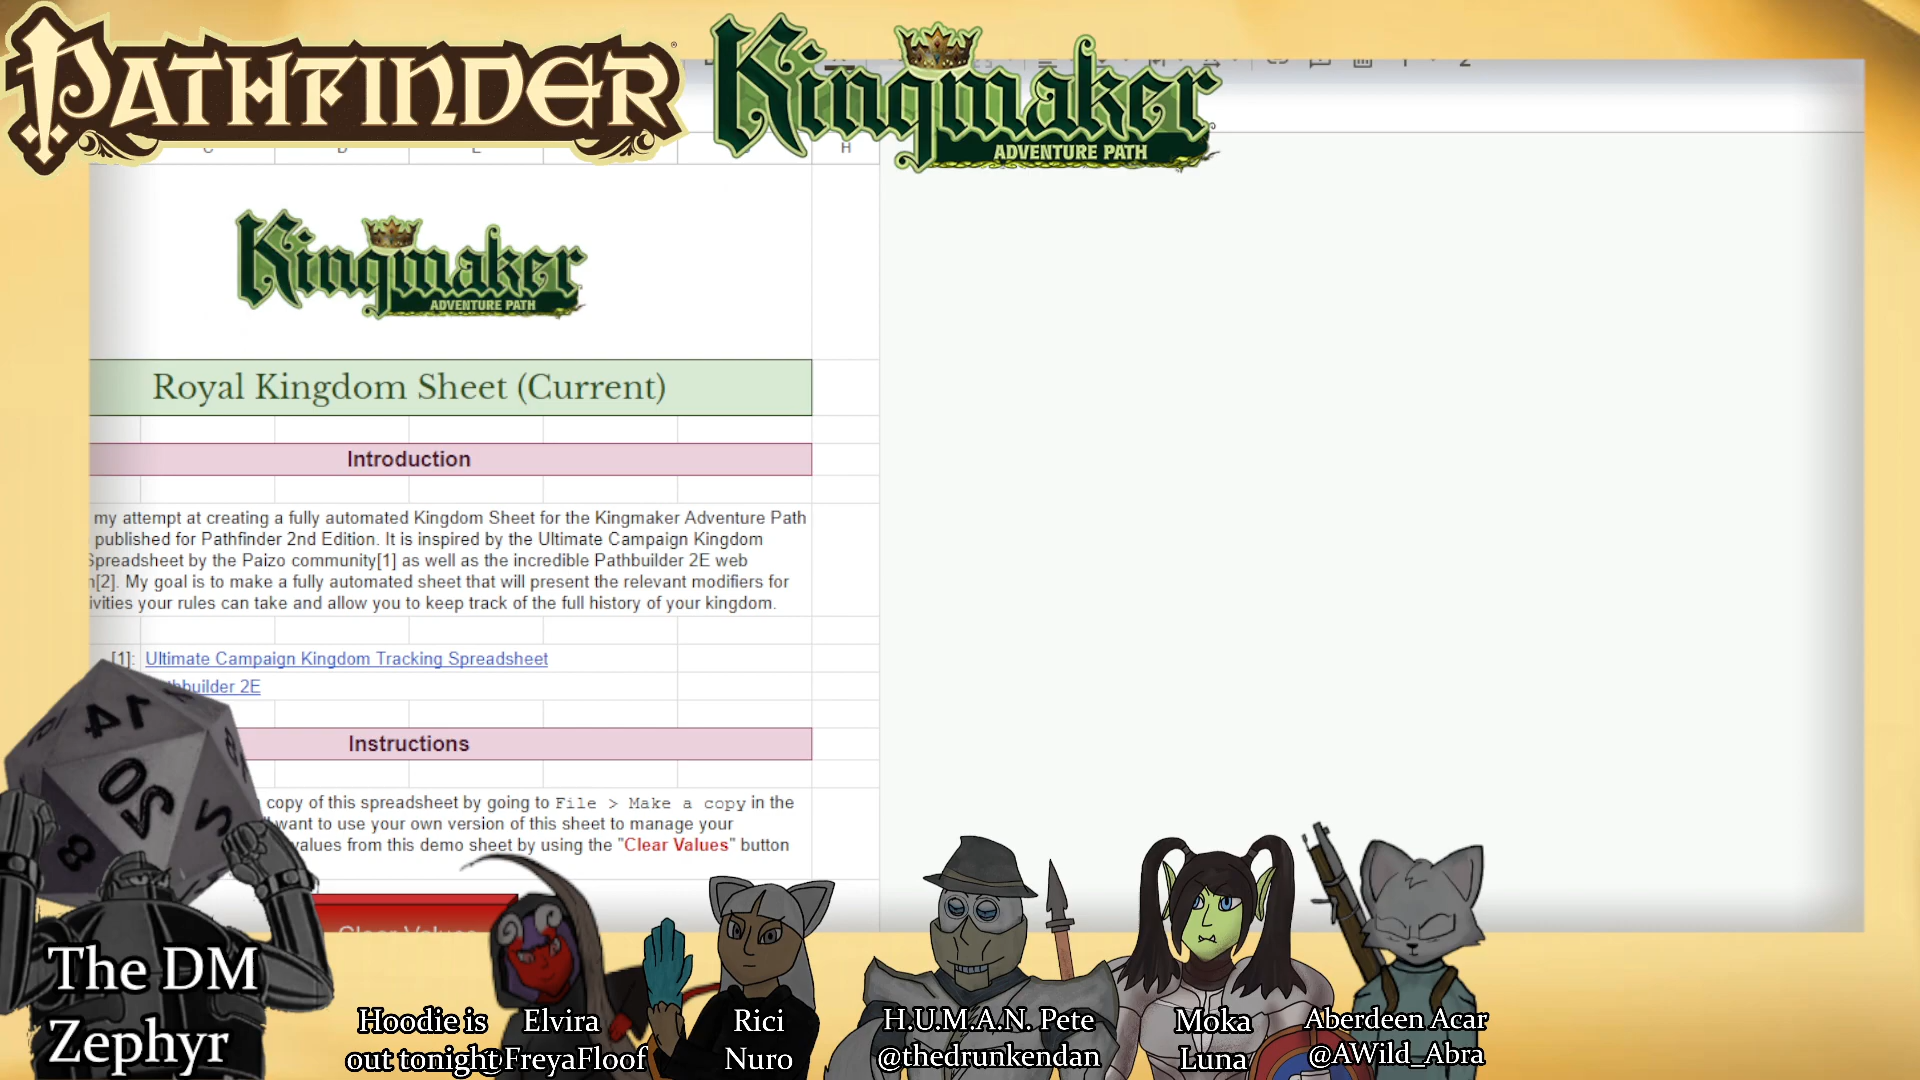 PATHFINDER
Kingmaker
ADVENTURE PATH
H
Kingmaker
ADVENTURE PATH
Royal Kingdom Sheet (Current)
Introduction
my attempt at creating a fully automated Kingdom Sheet for the Kingmaker Adventure Path
published for Pathfinder 2nd Edition. It is inspired by the Ultimate Campaign Kingdom
Spreadsheet by the Paizo community[1] as well as the incredible Pathbuilder 2E web
[2]. My goal is to make a fully automated sheet that will present the relevant modifiers for
your rules can take and allow you to keep track of the full history of your kingdom.
[1]: Ultimate Campaign Kingdom Tracking Spreadsheet
builder 2E
Instructions
copy of this spreadsheet by going to File > Make a copy in the
want to use your own version of this sheet to manage your
values from this demo sheet by using the "Clear Values" button
14
20
2
8
The DM
Zephyr
Hoodie is
out tonight
Elvira
@FreyaFloof
Rici
Nuro
H.U.M.A.N. Pete
@thedrunkendan
Moka
Luna
Aberdeen Acar
@AWild_Abra